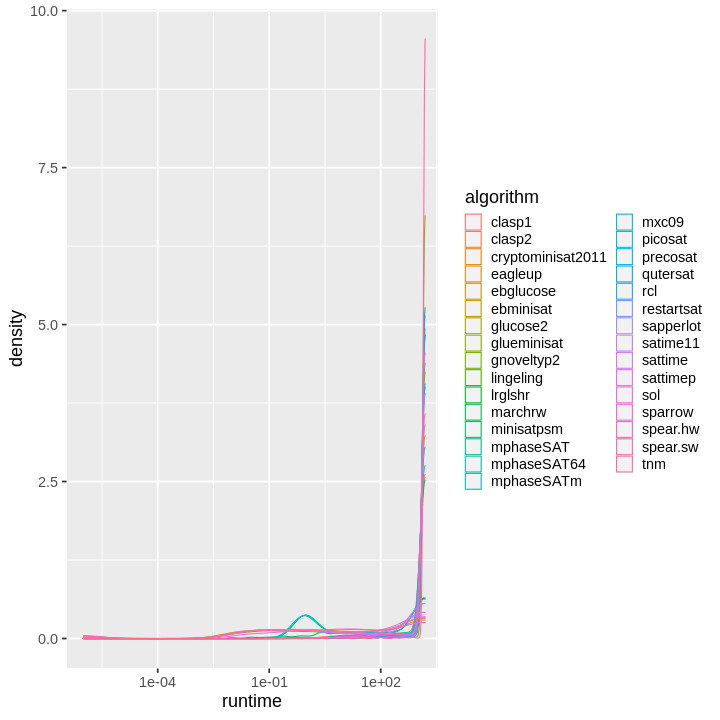 10.0
7.5
5.0
2.5
0.0
density
1e-04
1e-01
1e+02
runtime
algorithm
clasp1
clasp2
cryptominisat2011
eagleup
ebglucose
ebminisat
glucose2
glueminisat
gnoveltyp2
lingeling
lrglshr
marchrw
minisatpsm
mphaseSAT
mphaseSAT64
mphaseSATm
mxc09
picosat
precosat
qutersat
rcl
restartsat
sapperlot
satime11
sattime
sattimep
sol
sparrow
spear.hw
spear.sw
tnm